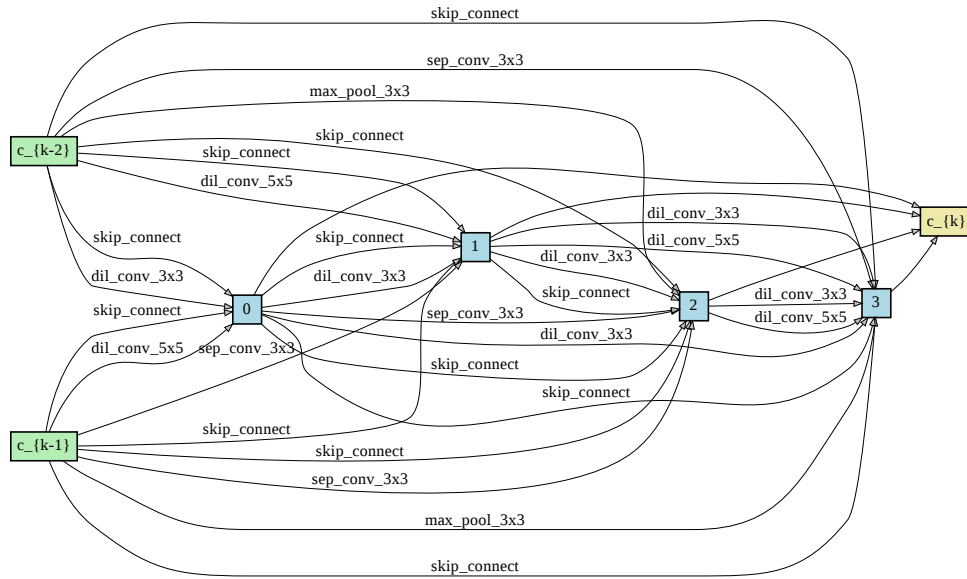 skip_connect
sep_conv_3x3
max_pool_3x3
skip_connect
c_{k-2}
skip_connect
dil_conv_5x5
dil_conv_3x3
c_{k}
skip_connect
skip_connect
dil_conv_5x5
1
dil_conv_3x3
dil_conv_3x3
dil_conv_3x3
skip_connect
dil_conv_3x3
skip_connect
0
sep_conv_3x3
2
3
dil_conv_5x5
dil_conv_3x3
dil_conv_5x5
sep_conv_3x3
skip_connect
skip_connect
skip_connect
c_{k-1}
skip_connect
sep_conv_3x3
max_pool_3x3
skip_connect